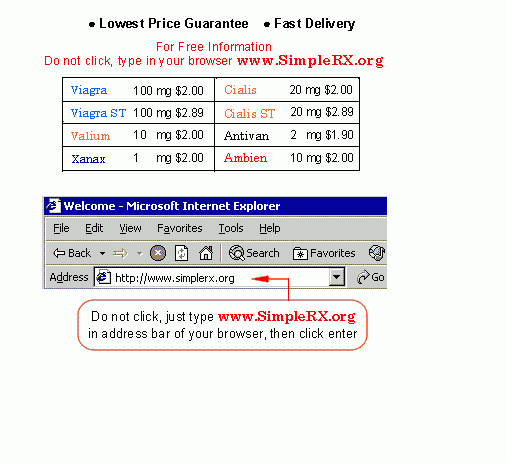 • Lowest Price Guarantee • Fast Delivery
For Free Information
Do not click, type in your browser www.SimpleRX.org
Viagra 100 mg $2.00 Cialis 20 mg $2.00
Viagra ST 100 mg $2.89 Cialis ST 20 mg $2.89
Valium 10 mg $2.00 Antivan 2 mg $1.90
Xanax 1 mg $2.00 Ambien 10 mg $2.00
Welcome - Microsoft Internet Explorer
File Edit View Favorites Tools Help
Back Search Favorites
Address http://www.simplerx.org Go
Do not click, just type www.SimpleRX.org
in address bar of your browser, then click enter